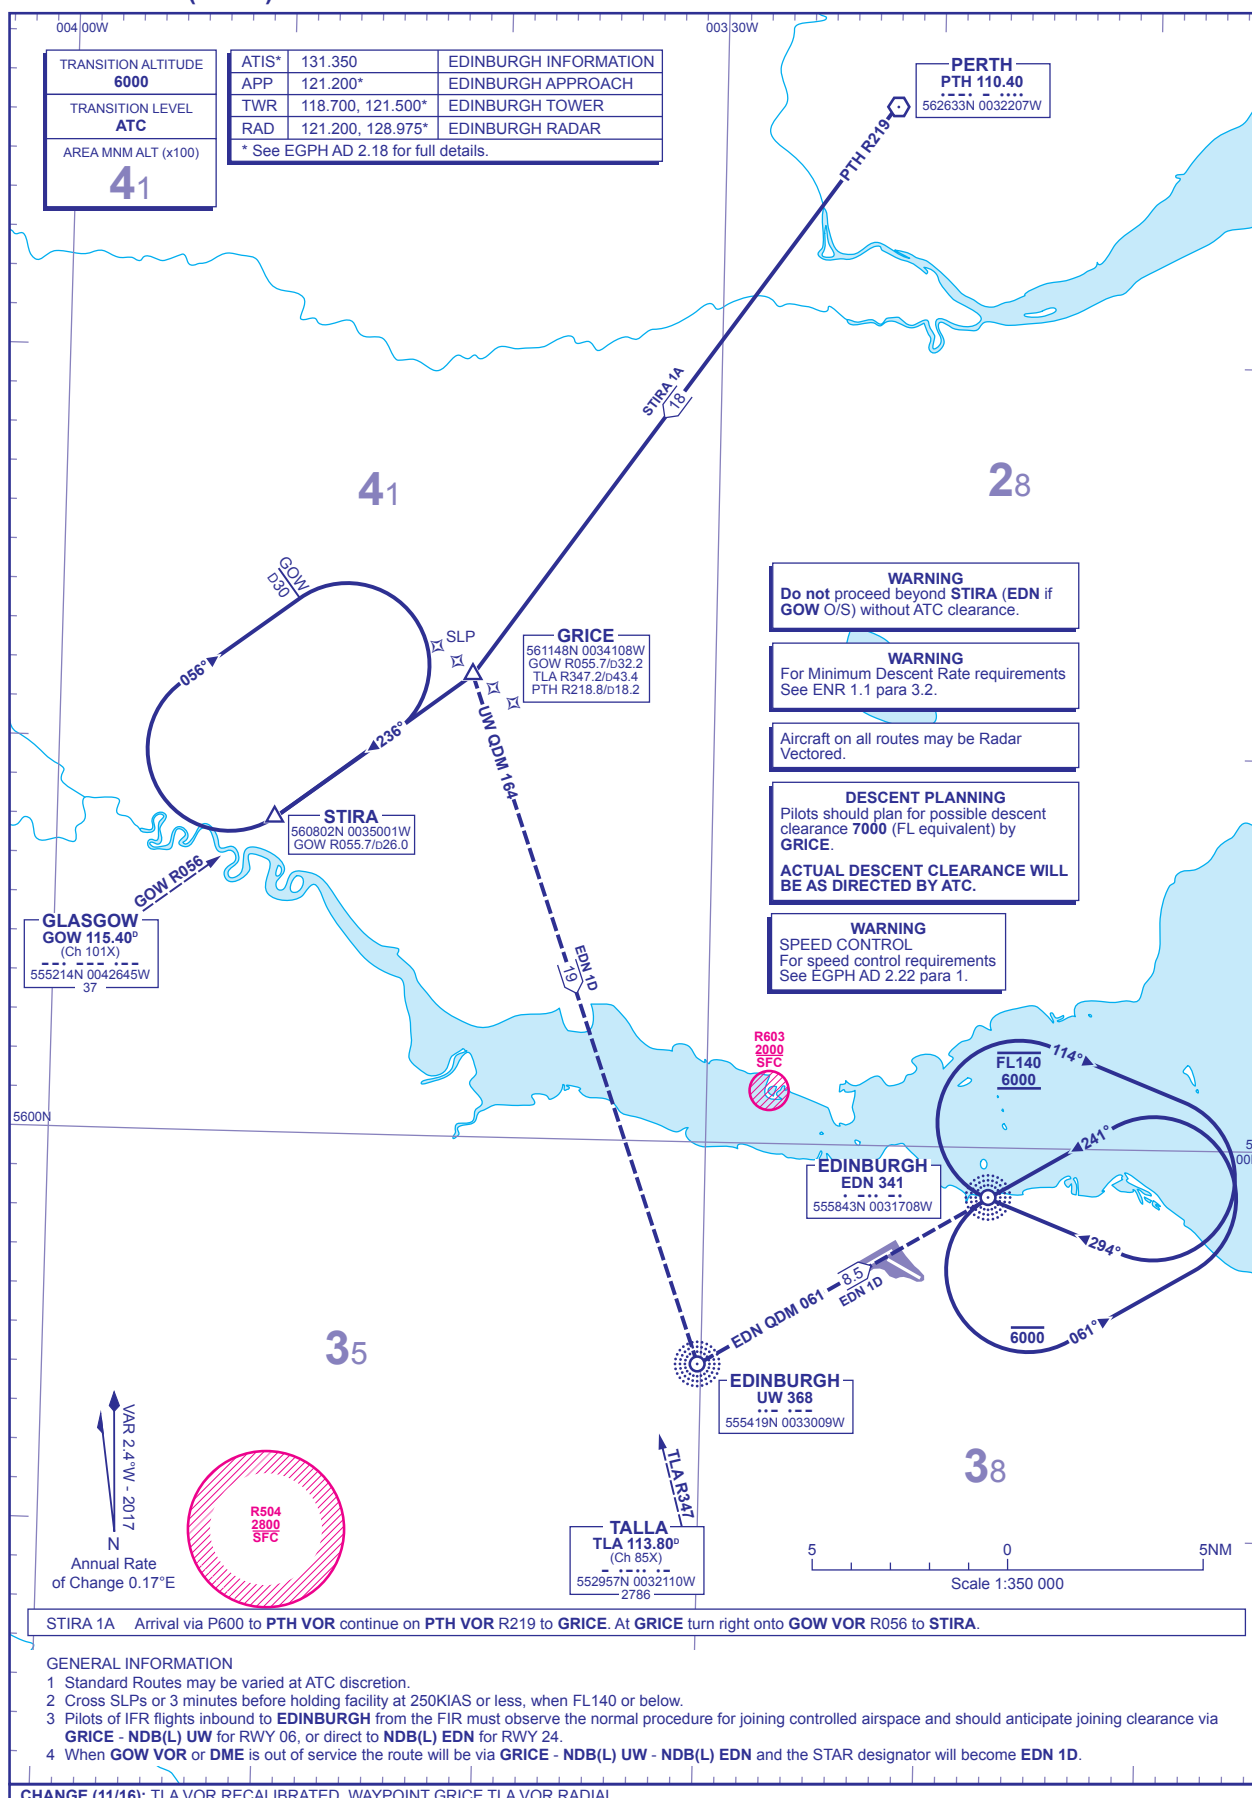 004 00W
003 30W
TRANSITION ALTITUDE
6000
TRANSITION LEVEL
ATC
AREA MNM ALT (x100)
41
ATIS* 131.350 EDINBURGH INFORMATION
APP 121.200* EDINBURGH APPROACH
TWR 118.700, 121.500* EDINBURGH TOWER
RAD 121.200, 128.975* EDINBURGH RADAR
* See EGPH AD 2.18 for full details.
PERTH
PTH 110.40
562633N 0032207W
PTH R219
STIRA 1A
18
41
28
GOW
D30
SLP
056°
236°
GRICE
561148N 0034108W
GOW R055.7/D32.2
TLA R347.2/D43.4
PTH R218.8/D18.2
UW QDM 164
STIRA
560802N 0035001W
GOW R055.7/D26.0
GOW R056
GLASGOW
GOW 115.40D
(Ch 101X)
555214N 0042645W
37
WARNING
Do not proceed beyond STIRA (EDN if
GOW O/S) without ATC clearance.
WARNING
For Minimum Descent Rate requirements
See ENR 1.1 para 3.2.
Aircraft on all routes may be Radar
Vectored.
DESCENT PLANNING
Pilots should plan for possible descent
clearance 7000 (FL equivalent) by
GRICE.
ACTUAL DESCENT CLEARANCE WILL
BE AS DIRECTED BY ATC.
WARNING
SPEED CONTROL
For speed control requirements
See EGPH AD 2.22 para 1.
EDN 1D
19
R603
2000
SFC
FL140
6000
114°
241°
294°
061°
6000
5600N
EDINBURGH
EDN 341
555843N 0031708W
8.5
EDN 1D
EDN QDM 061
EDINBURGH
UW 368
555419N 0033009W
35
38
VAR 2.4°W - 2017
N
Annual Rate
of Change 0.17°E
R504
2800
SFC
TLA R347
TALLA
TLA 113.80D
(Ch 85X)
552957N 0032110W
2786
5 0 5NM
Scale 1:350 000
STIRA 1A Arrival via P600 to PTH VOR continue on PTH VOR R219 to GRICE. At GRICE turn right onto GOW VOR R056 to STIRA.
GENERAL INFORMATION
1 Standard Routes may be varied at ATC discretion.
2 Cross SLPs or 3 minutes before holding facility at 250KIAS or less, when FL140 or below.
3 Pilots of IFR flights inbound to EDINBURGH from the FIR must observe the normal procedure for joining controlled airspace and should anticipate joining clearance via
GRICE - NDB(L) UW for RWY 06, or direct to NDB(L) EDN for RWY 24.
4 When GOW VOR or DME is out of service the route will be via GRICE - NDB(L) UW - NDB(L) EDN and the STAR designator will become EDN 1D.
CHANGE (11/16): TLA VOR RECALIBRATED. WAYPOINT GRICE TLA VOR RADIAL.